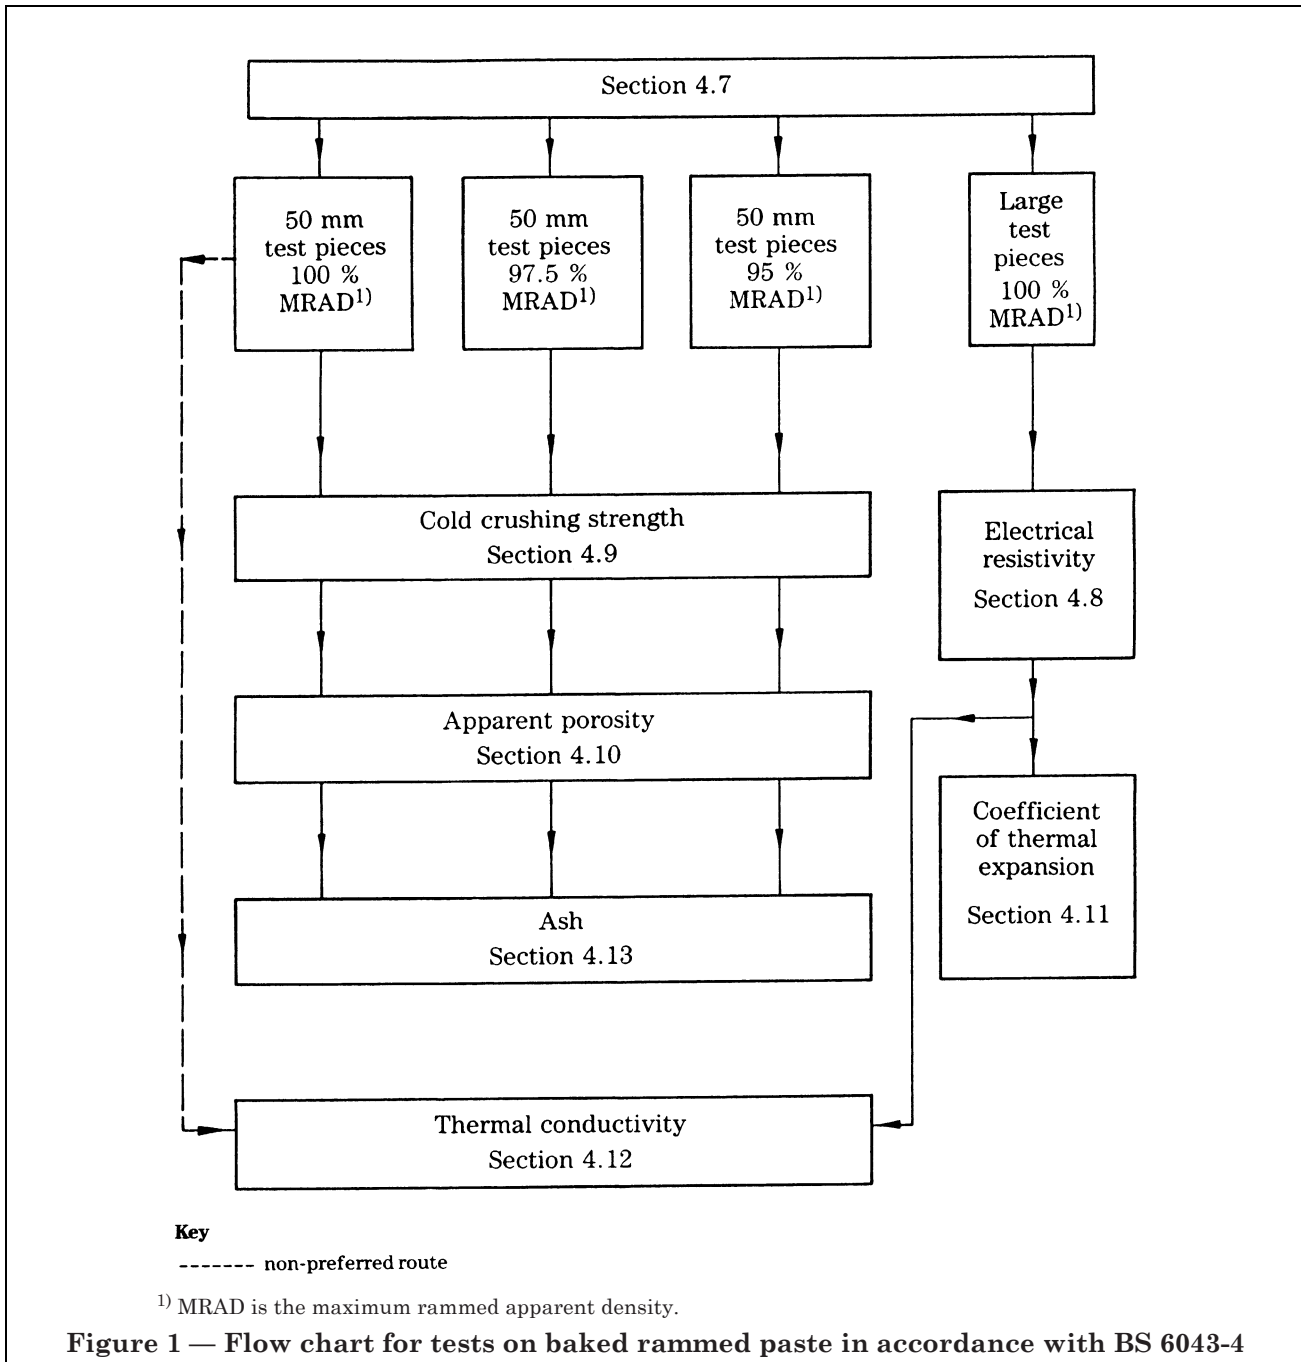 Section 4.7
50 mm
test pieces
100 %
MRAD1)
50 mm
test pieces
97.5 %
MRAD1)
50 mm
test pieces
95 %
MRAD1)
Large
test
pieces
100 %
MRAD1)
Cold crushing strength
Section 4.9
Electrical
resistivity
Section 4.8
Apparent porosity
Section 4.10
Coefficient
of thermal
expansion
Section 4.11
Ash
Section 4.13
Thermal conductivity
Section 4.12
Key
------- non-preferred route
1) MRAD is the maximum rammed apparent density.
Figure 1 — Flow chart for tests on baked rammed paste in accordance with BS 6043-4